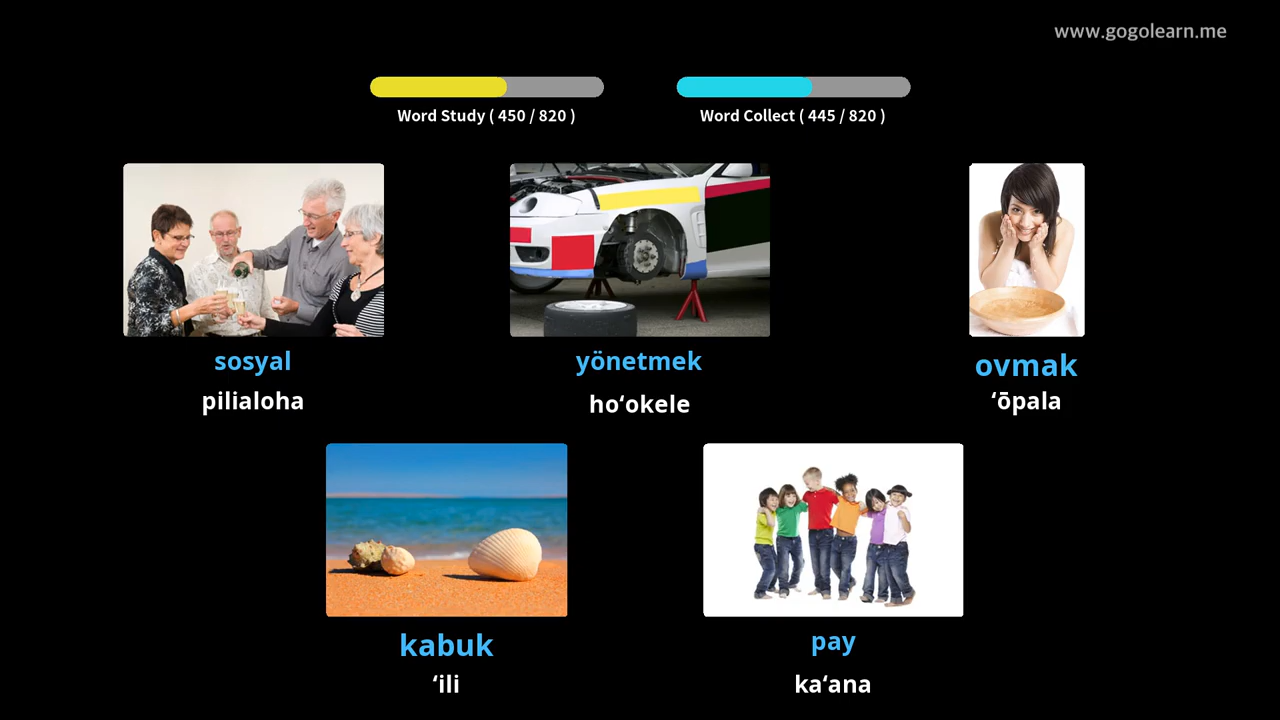 www.gogolearn.me
Word Study ( 450 / 820 )
Word Collect ( 445 / 820 )
sosyal
pilialoha
yönetmek
hoʻokele
ovmak
ʻōpala
kabuk
ʻili
pay
kaʻana